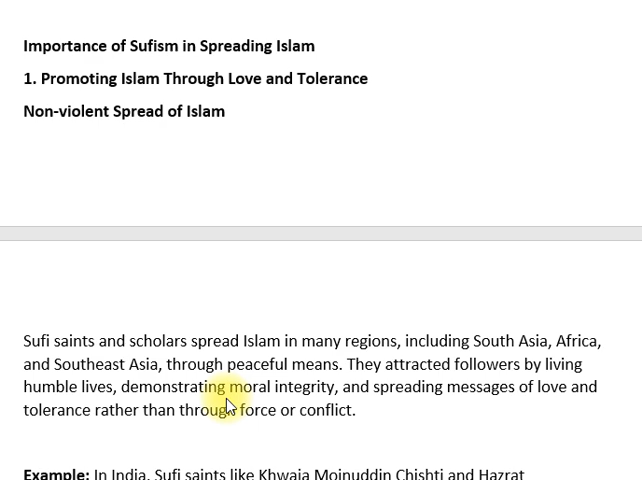 Importance of Sufism in Spreading Islam
1. Promoting Islam Through Love and Tolerance
Non-violent Spread of Islam
Sufi saints and scholars spread Islam in many regions, including South Asia, Africa,
and Southeast Asia, through peaceful means. They attracted followers by living
humble lives, demonstrating moral integrity, and spreading messages of love and
tolerance rather than through force or conflict.
Example: In India, Sufi saints like Khwaja Moinuddin Chishti and Hazrat